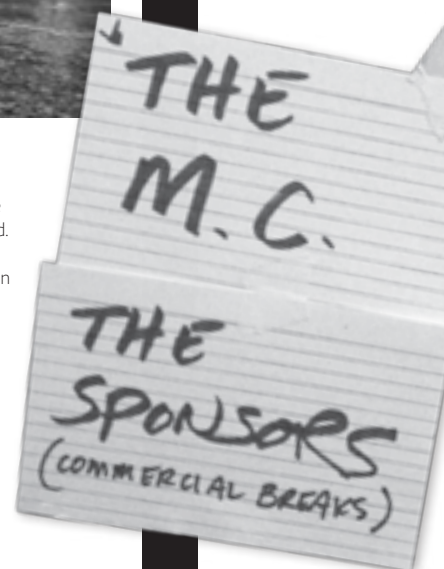 d.
n
THE
M.C.
THE
SPONSORS
(COMMERCIAL BREAKS)